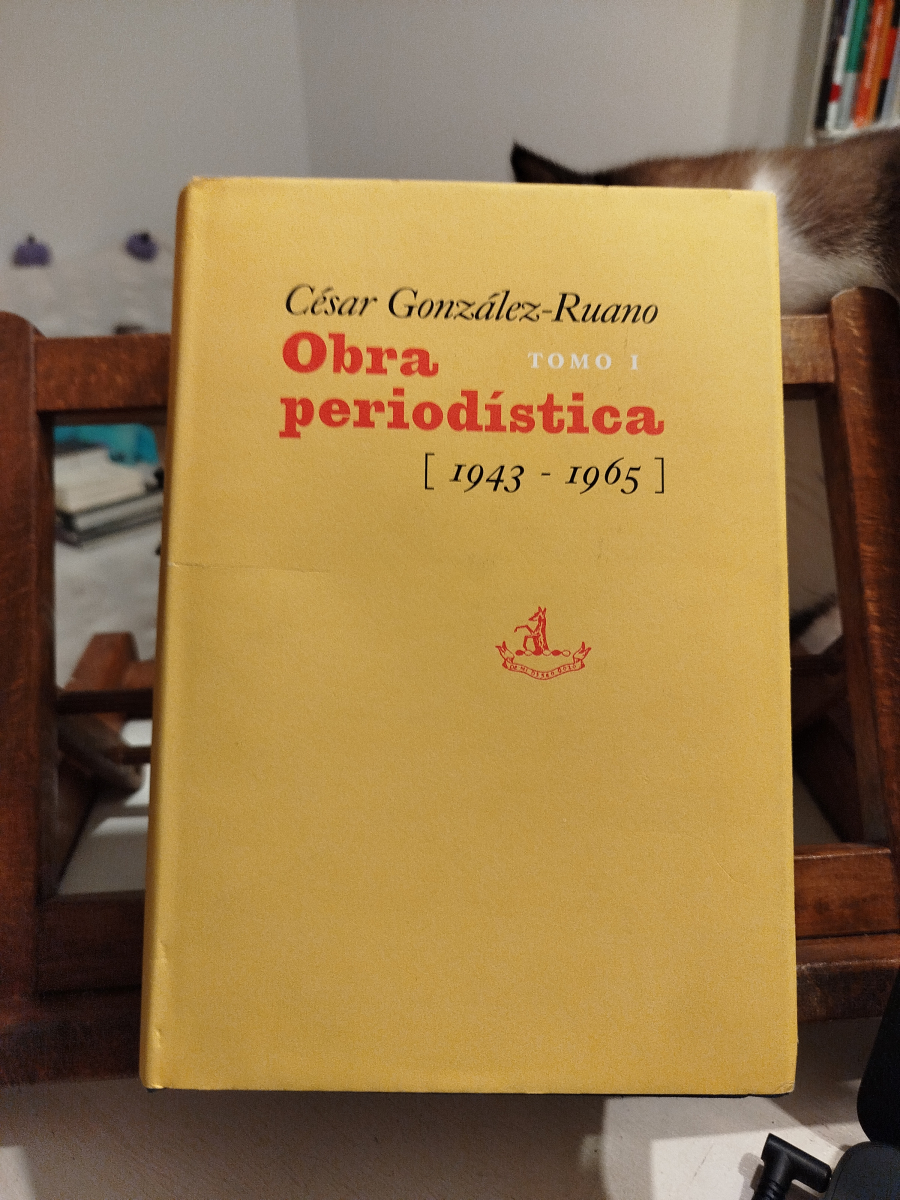 César González-Ruano
Obra TOMO I
periodística
[ 1943 - 1965 ]